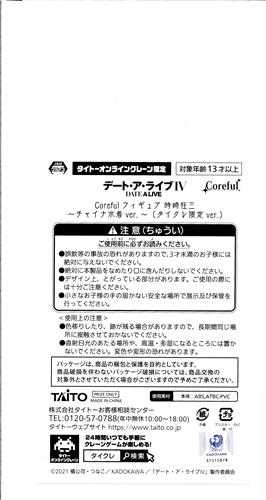 タイトーオンラインクレーン限定
対象年齢13才以上
デート・ア・ライブIV
DATE A LIVE
Coreful
Coreful フィギュア 時崎狂三
～チャイナ水着 ver.～（タイクレ限定 ver.）
注意（ちゅうい）
ご使用前に必ずお読みください。
●誤飲等の事故の恐れがありますので、3才未満のお子様には
絶対に与えないでください。
●絶対に本製品をなめたり口に含んだりしないでください。
●デザイン上、とがっている部分があります。ご使用の際に
は十分ご注意ください。
●小さなお子様の手の届かない安全な場所で展示及び保管を
行ってください。
＜使用上の注意＞
●色移りしたり、跡が残る場合がありますので、長期間同じ場
所に接触させておかないでください。
●直射日光のあたる場所や、高温・多湿になるところには置か
ないでください。変色や変形の恐れがあります。
パッケージは、商品の梱包と保護を目的としています。
商品破損を伴わないパッケージ破損については、商品交換の
対象外とさせていただく場合がございますので予めご了承ください。
TAITO
PRIZE ONLY
MADE IN CHINA
使用素材
本体：ABS,ATBC-PVC
株式会社タイトーお客様相談センター
TEL:0120-57-0788(年中無休10:00～18:00)
タイトーウェブサイト https://www.taito.co.jp
24時間いつでも手軽に
クレーンゲームが楽しめる!
タイクレ
検索
外箱
ブリスター
紙
PVC
©2021 橘公司・つなこ／KADOKAWA／「デート・ア・ライブIV」製作委員会